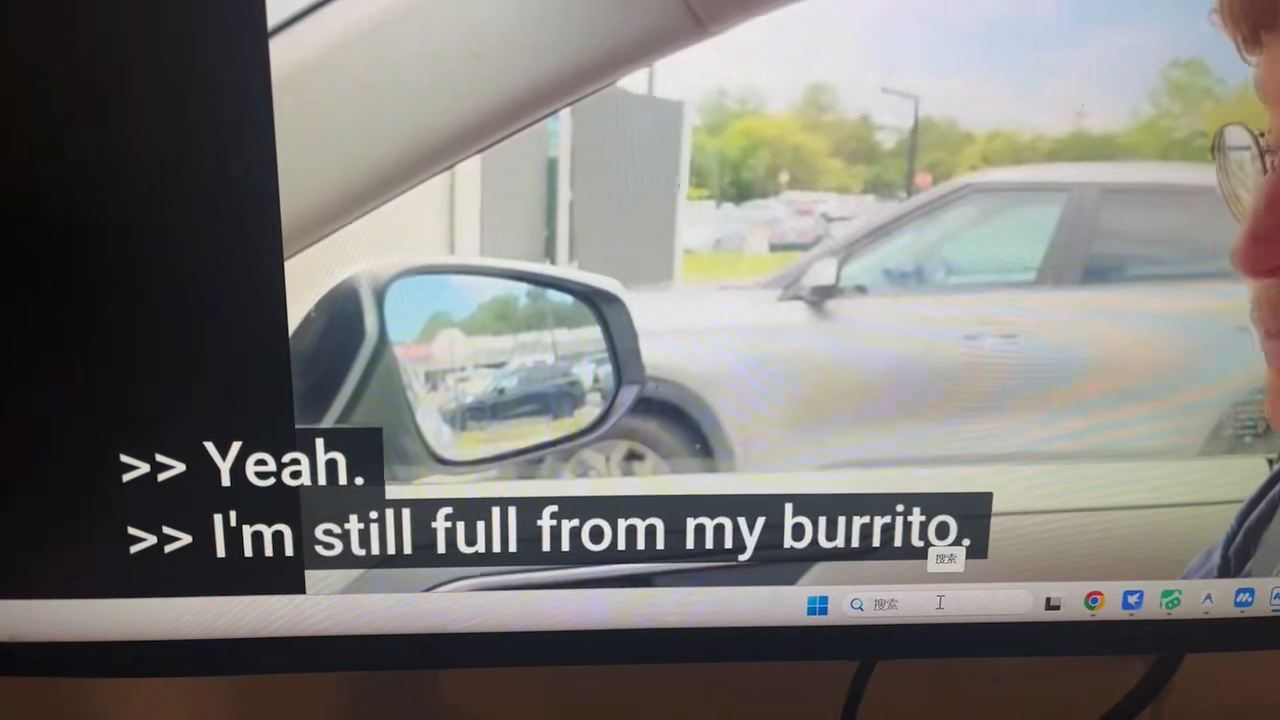 >> Yeah.
>> I'm still full from my burrito.
搜索
搜索